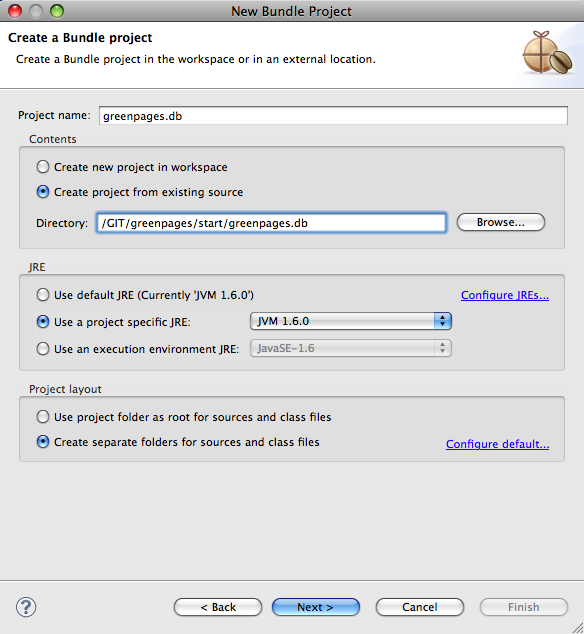 New Bundle Project
Create a Bundle project
Create a Bundle project in the workspace or in an external location.
Project name: greenpages.db
Contents
Create new project in workspace
Create project from existing source
Directory: /GIT/greenpages/start/greenpages.db Browse...
JRE
Use default JRE (Currently 'JVM 1.6.0') Configure JREs...
Use a project specific JRE: JVM 1.6.0
Use an execution environment JRE: JavaSE-1.6
Project layout
Use project folder as root for sources and class files
Create separate folders for sources and class files Configure default...
? < Back Next > Cancel Finish